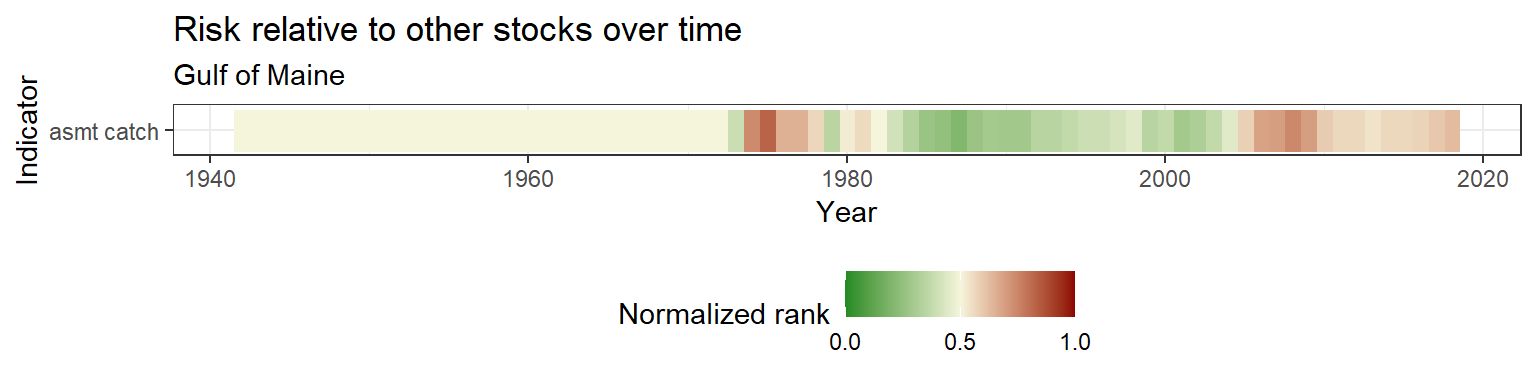 Risk relative to other stocks over time
Gulf of Maine
Indicator
asmt catch
1940 1960 1980 2000 2020
Year
Normalized rank
0.0 0.5 1.0